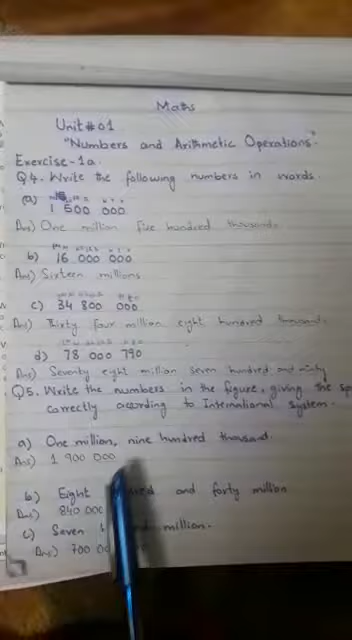 Maths
Unit # 01
"Numbers and Arithmetic Operations"
Exercise-1a.
Q4. Write the following numbers in words.
(a) 1 500 000
Ans) One million five hundred thousand.
b) 16 000 000
Ans) Sixteen millions
c) 34 800 000
Ans) Thirty four million eight hundred thousand.
d) 78 000 790
Ans) Seventy eight million seven hundred and ninty
Q5. Write the numbers in the figure, giving the
correctly according to International system.
a) One million, nine hundred thousand
Ans) 1 900 000
b) Eight and forty million
Ans) 840 000
c) Seven million.
Ans) 700